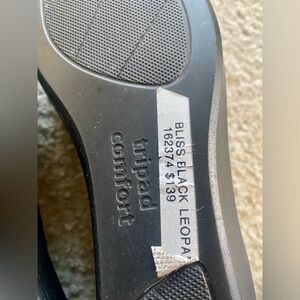 BLISS BLACK LEOPA
162374 $139
tripad
comfort